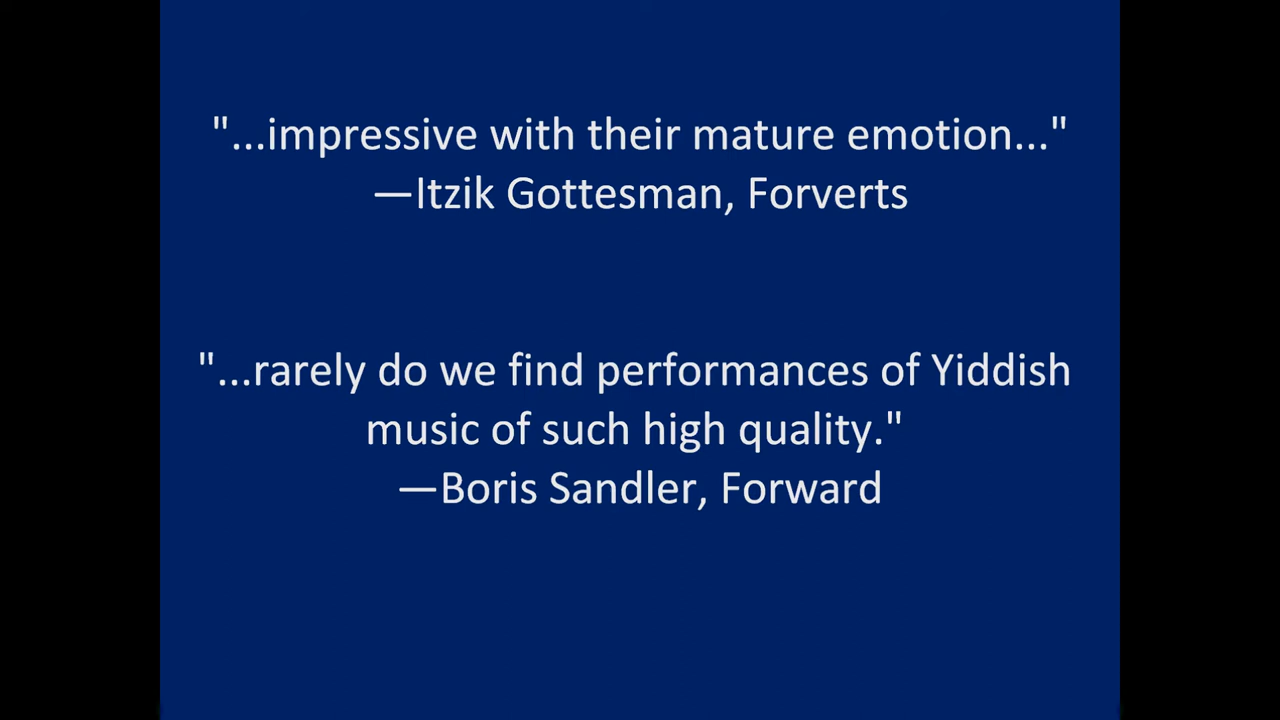 "...impressive with their mature emotion..."
—Itzik Gottesman, Forverts
"...rarely do we find performances of Yiddish
music of such high quality."
—Boris Sandler, Forward